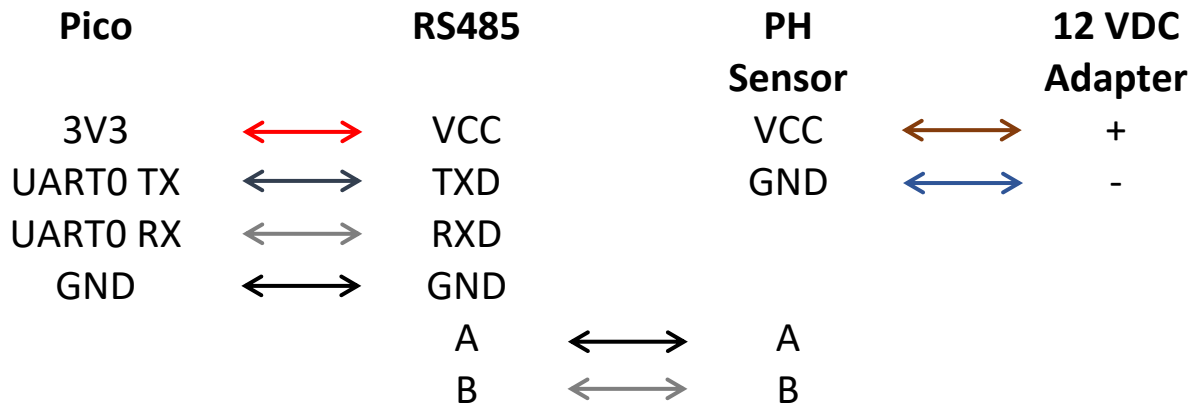 Pico RS485 PH Sensor 12 VDC Adapter
3V3 VCC VCC +
UART0 TX TXD GND -
UART0 RX RXD
GND GND
A A
B B